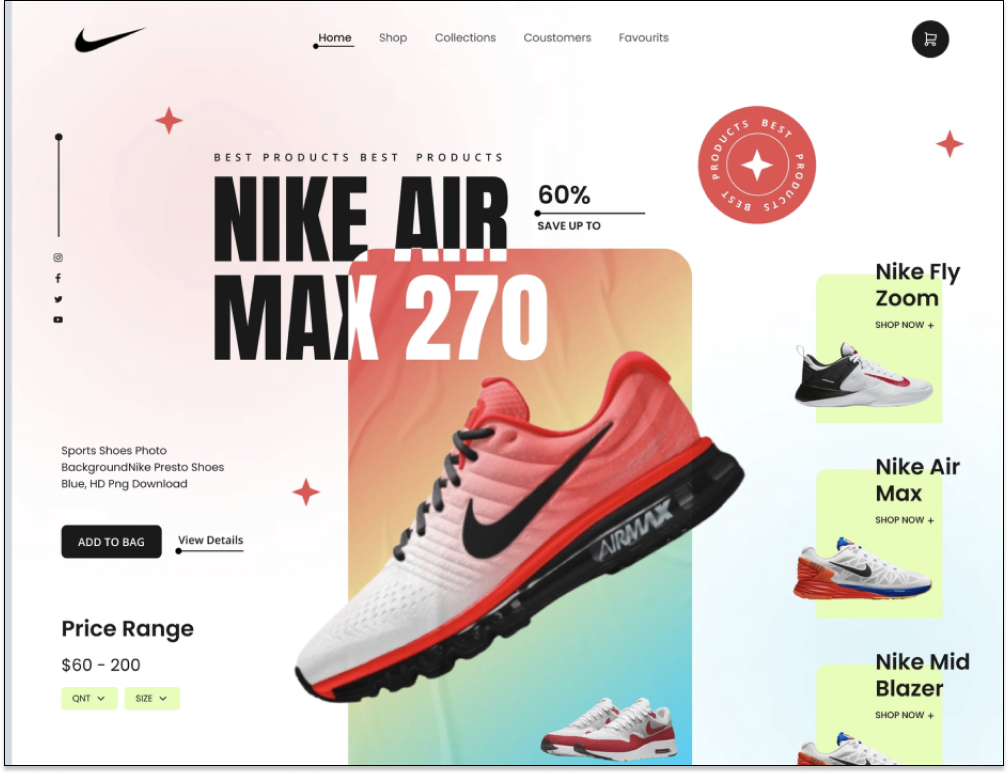 Home
Shop
Collections
Coustomers
Favourits
BEST PRODUCTS BEST PRODUCTS
NIKE AIR
MAX 270
60%
SAVE UP TO
BEST PRODUCTS BEST PRODUCTS
Sports Shoes Photo
BackgroundNike Presto Shoes
Blue, HD Png Download
ADD TO BAG
View Details
Price Range
$60 - 200
QNT
SIZE
AIRMAX
Nike Fly
Zoom
SHOP NOW +
Nike Air
Max
SHOP NOW +
Nike Mid
Blazer
SHOP NOW +